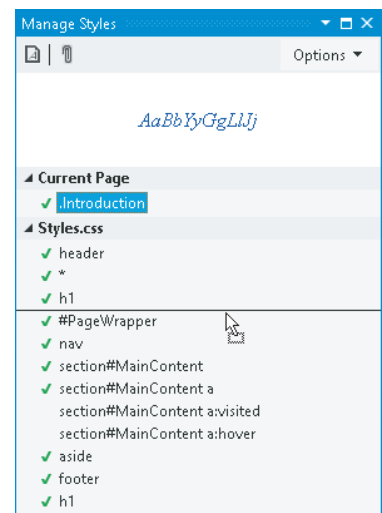 Manage Styles
Options
AaBbYyGgLlJj
Current Page
.Introduction
Styles.css
header
*
h1
#PageWrapper
nav
section#MainContent
section#MainContent a
section#MainContent a:visited
section#MainContent a:hover
aside
footer
h1